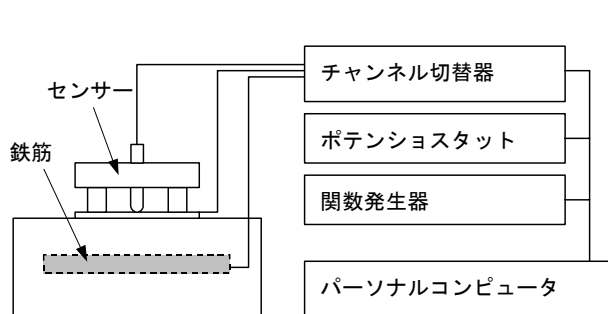 チャンネル切替器
センサー
ポテンショスタット
鉄筋
関数発生器
パーソナルコンピュータ